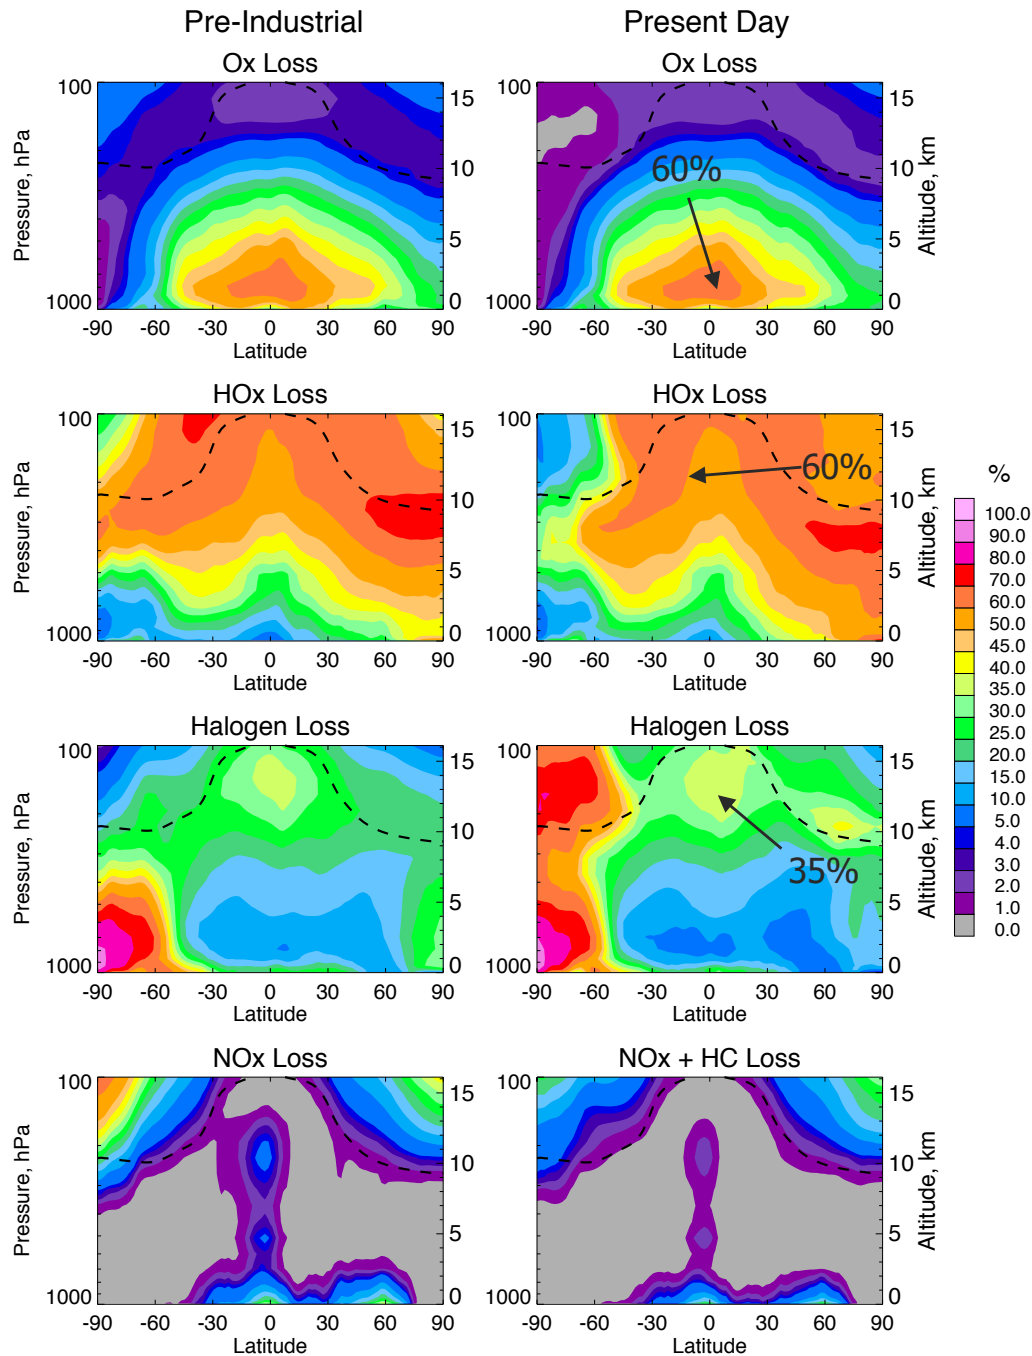 Pre-Industrial
Present Day
Ox Loss
Ox Loss
100
1000
Pressure, hPa
15
10
5
0
-90 -60 -30 0 30 60 90
Latitude
100
1000
60%
15
10
5
0
Altitude, km
-90 -60 -30 0 30 60 90
Latitude
HOx Loss
HOx Loss
100
1000
Pressure, hPa
15
10
5
0
-90 -60 -30 0 30 60 90
Latitude
100
1000
60%
15
10
5
0
Altitude, km
-90 -60 -30 0 30 60 90
Latitude
%
100.0
90.0
80.0
70.0
60.0
50.0
45.0
40.0
35.0
30.0
25.0
20.0
15.0
10.0
5.0
4.0
3.0
2.0
1.0
0.0
Halogen Loss
Halogen Loss
100
1000
Pressure, hPa
15
10
5
0
-90 -60 -30 0 30 60 90
Latitude
100
1000
35%
15
10
5
0
Altitude, km
-90 -60 -30 0 30 60 90
Latitude
NOx Loss
NOx + HC Loss
100
1000
Pressure, hPa
15
10
5
0
-90 -60 -30 0 30 60 90
Latitude
100
1000
15
10
5
0
Altitude, km
-90 -60 -30 0 30 60 90
Latitude